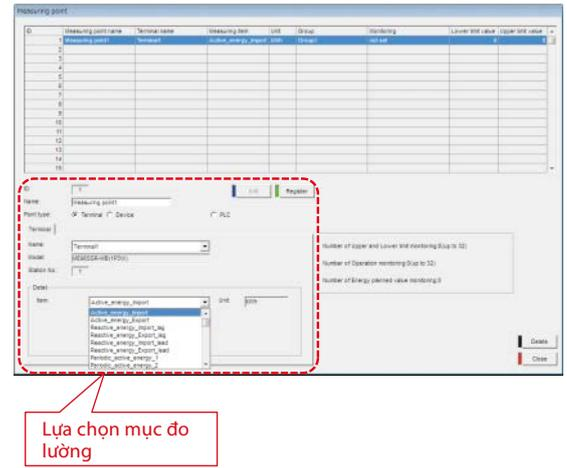 Measuring point
ID Measuring point name Terminal name Measuring item Unit Group Monitoring Lower limit value Upper limit value
1 Measuring point1 Terminal1 Active_energy_Import kWh Group1 not set 0 0
2
3
4
5
6
7
8
9
10
11
12
13
14
15
ID 1 Edit Register
Name: Measuring point1
Point type: Terminal Device PLC
Terminal
Name: Terminal1
Model:
Station No.: 1
Detail
Item: Active_energy_Import Unit: kWh
Active_energy_Import
Active_energy_Export
Reactive_energy_Import_lag
Reactive_energy_Export_lag
Reactive_energy_Import_lead
Reactive_energy_Export_lead
Periodic_active_energy_1
Periodic_active_energy_2
Number of Upper and Lower limit monitoring:0(up to 32)
Number of Operation monitoring:0(up to 32)
Number of Energy planned value monitoring:0
Delete
Close
Lựa chọn mục đo
lường